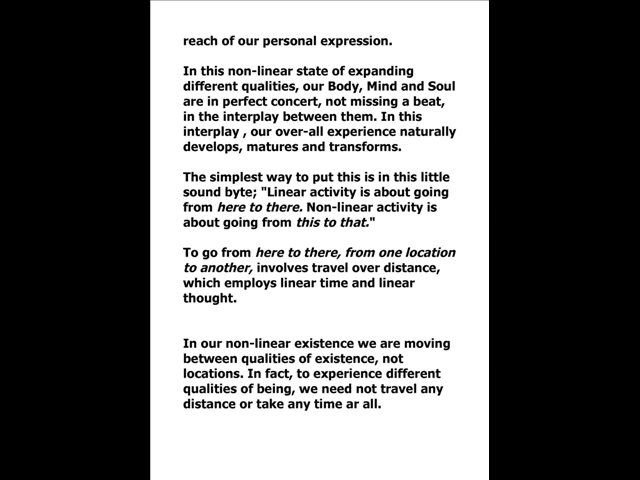 reach of our personal expression.
In this non-linear state of expanding
different qualities, our Body, Mind and Soul
are in perfect concert, not missing a beat,
in the interplay between them. In this
interplay , our over-all experience naturally
develops, matures and transforms.
The simplest way to put this is in this little
sound byte; "Linear activity is about going
from here to there. Non-linear activity is
about going from this to that."
To go from here to there, from one location
to another, involves travel over distance,
which employs linear time and linear
thought.
In our non-linear existence we are moving
between qualities of existence, not
locations. In fact, to experience different
qualities of being, we need not travel any
distance or take any time ar all.